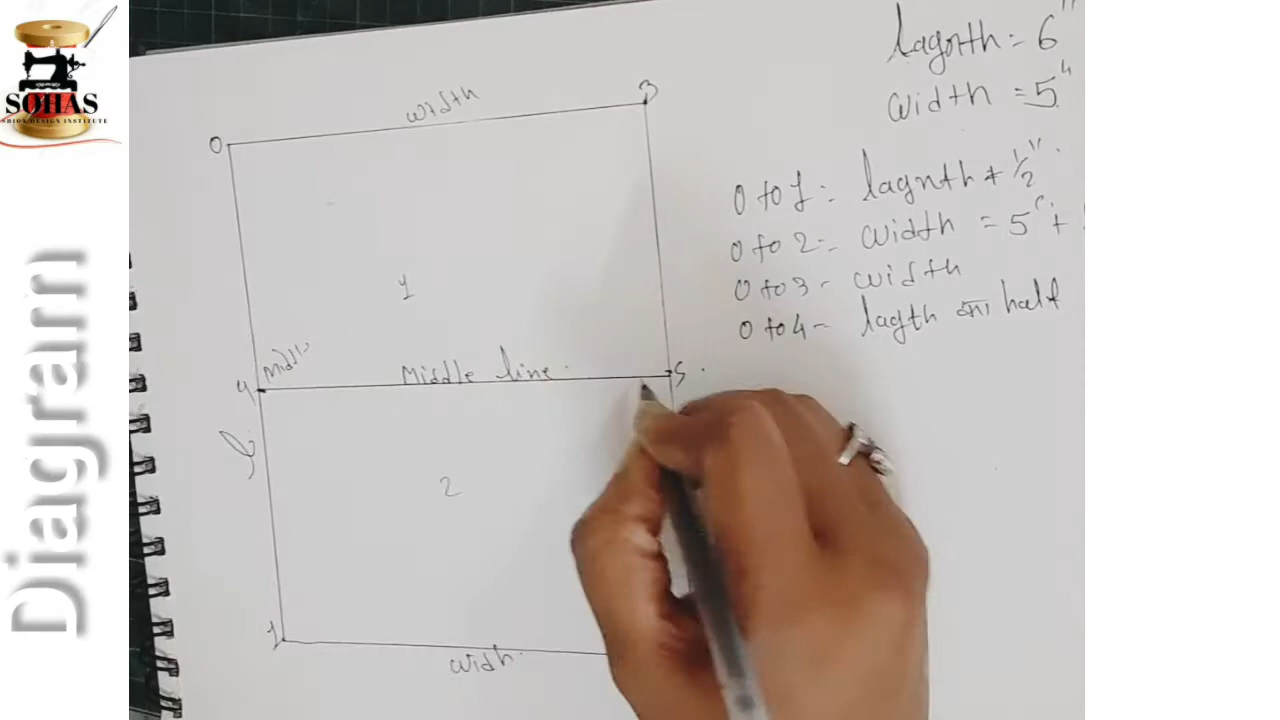 SOHAS
Diagram
lagnth = 6"
width = 5"
0 to 1 = lagnth + 1/2"
0 to 2 = width = 5" +
0 to 3 - width
0 to 4 - lagth का half
0
width
3
1
4
Middle
Middle line
5
l
2
1
width